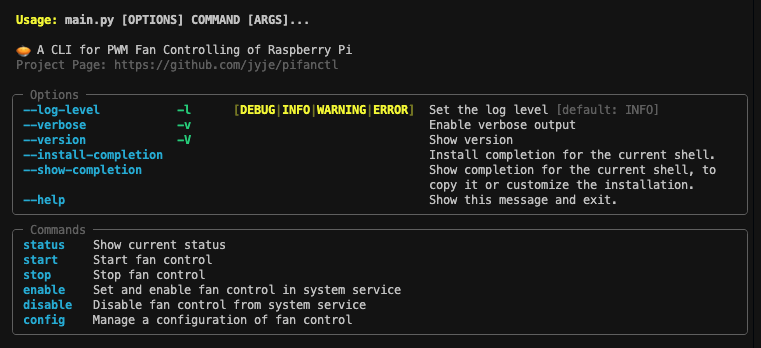 Usage: main.py [OPTIONS] COMMAND [ARGS]...
🥧 A CLI for PWM Fan Controlling of Raspberry Pi
Project Page: https://github.com/jyje/pifanctl
Options
--log-level -l [DEBUG|INFO|WARNING|ERROR] Set the log level [default: INFO]
--verbose -v Enable verbose output
--version -V Show version
--install-completion Install completion for the current shell.
--show-completion Show completion for the current shell, to
copy it or customize the installation.
--help Show this message and exit.
Commands
status Show current status
start Start fan control
stop Stop fan control
enable Set and enable fan control in system service
disable Disable fan control from system service
config Manage a configuration of fan control